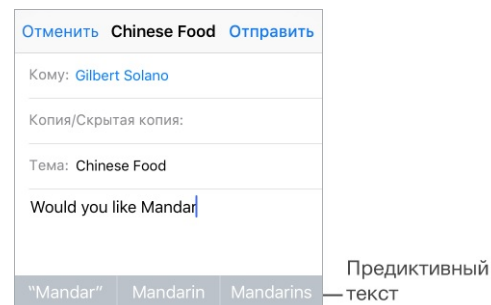 Отменить Chinese Food Отправить
Кому: Gilbert Solano
Копия/Скрытая копия:
Тема: Chinese Food
Would you like Mandar
"Mandar" Mandarin Mandarins
Предиктивный
текст